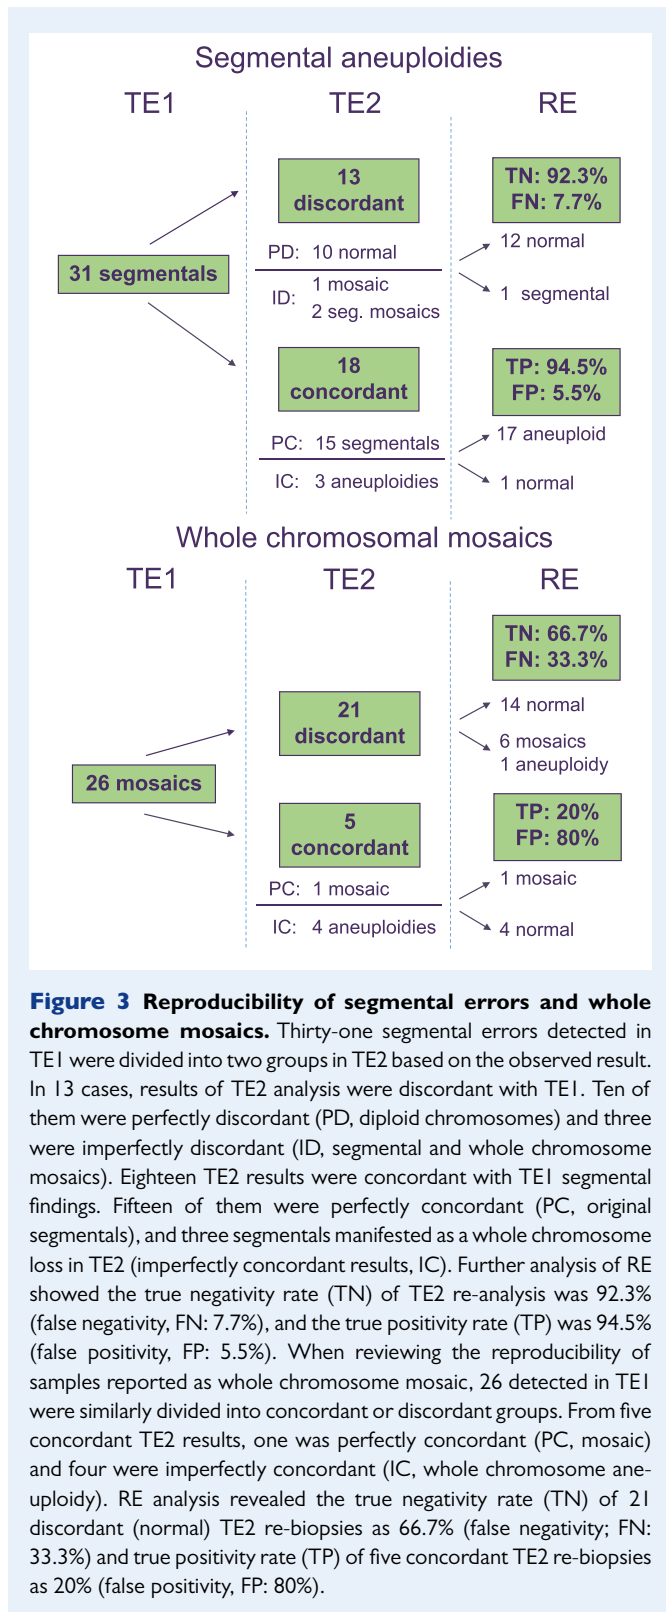 Segmental aneuploidies
TE1
TE2
RE
31 segmentals
13
discordant
PD: 10 normal
ID:
1 mosaic
2 seg. mosaics
TN: 92.3%
FN: 7.7%
12 normal
1 segmental
18
concordant
PC: 15 segmentals
IC: 3 aneuploidies
TP: 94.5%
FP: 5.5%
17 aneuploid
1 normal
Whole chromosomal mosaics
TE1
TE2
RE
26 mosaics
TN: 66.7%
FN: 33.3%
21
discordant
14 normal
6 mosaics
1 aneuploidy
5
concordant
PC: 1 mosaic
IC: 4 aneuploidies
TP: 20%
FP: 80%
1 mosaic
4 normal
Figure 3 Reproducibility of segmental errors and whole
chromosome mosaics. Thirty-one segmental errors detected in
TE1 were divided into two groups in TE2 based on the observed result.
In 13 cases, results of TE2 analysis were discordant with TE1. Ten of
them were perfectly discordant (PD, diploid chromosomes) and three
were imperfectly discordant (ID, segmental and whole chromosome
mosaics). Eighteen TE2 results were concordant with TE1 segmental
findings. Fifteen of them were perfectly concordant (PC, original
segmentals), and three segmentals manifested as a whole chromosome
loss in TE2 (imperfectly concordant results, IC). Further analysis of RE
showed the true negativity rate (TN) of TE2 re-analysis was 92.3%
(false negativity, FN: 7.7%), and the true positivity rate (TP) was 94.5%
(false positivity, FP: 5.5%). When reviewing the reproducibility of
samples reported as whole chromosome mosaic, 26 detected in TE1
were similarly divided into concordant or discordant groups. From five
concordant TE2 results, one was perfectly concordant (PC, mosaic)
and four were imperfectly concordant (IC, whole chromosome ane-
uploidy). RE analysis revealed the true negativity rate (TN) of 21
discordant (normal) TE2 re-biopsies as 66.7% (false negativity; FN:
33.3%) and true positivity rate (TP) of five concordant TE2 re-biopsies
as 20% (false positivity, FP: 80%).